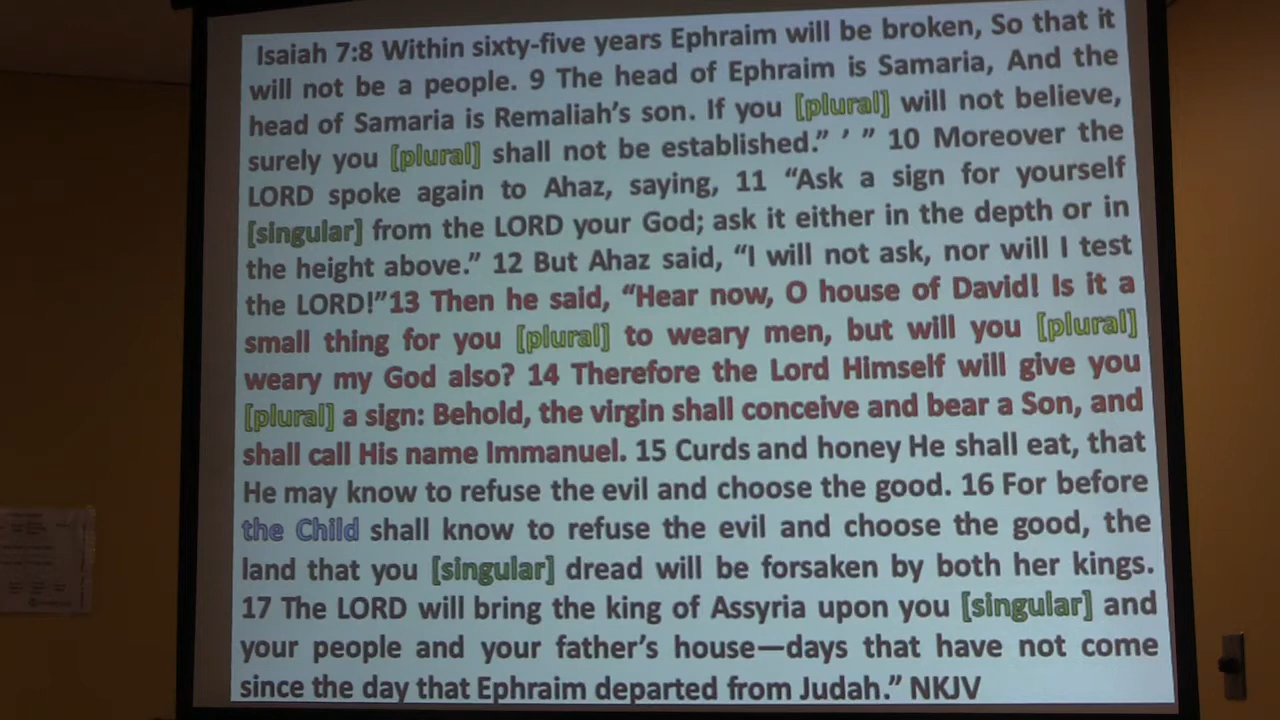 Isaiah 7:8 Within sixty-five years Ephraim will be broken, So that it
will not be a people. 9 The head of Ephraim is Samaria, And the
head of Samaria is Remaliah's son. If you [plural] will not believe,
surely you [plural] shall not be established.” ’ ” 10 Moreover the
LORD spoke again to Ahaz, saying, 11 “Ask a sign for yourself
[singular] from the LORD your God; ask it either in the depth or in
the height above.” 12 But Ahaz said, “I will not ask, nor will I test
the LORD!”13 Then he said, “Hear now, O house of David! Is it a
small thing for you [plural] to weary men, but will you [plural]
weary my God also? 14 Therefore the Lord Himself will give you
[plural] a sign: Behold, the virgin shall conceive and bear a Son, and
shall call His name Immanuel. 15 Curds and honey He shall eat, that
He may know to refuse the evil and choose the good. 16 For before
the Child shall know to refuse the evil and choose the good, the
land that you [singular] dread will be forsaken by both her kings.
17 The LORD will bring the king of Assyria upon you [singular] and
your people and your father's house—days that have not come
since the day that Ephraim departed from Judah.” NKJV